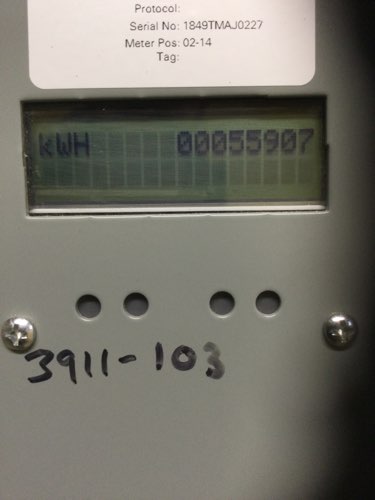 Protocol:
Serial No: 1849TMAJ0227
Meter Pos: 02-14
Tag:
kWH 00055907
3911-103